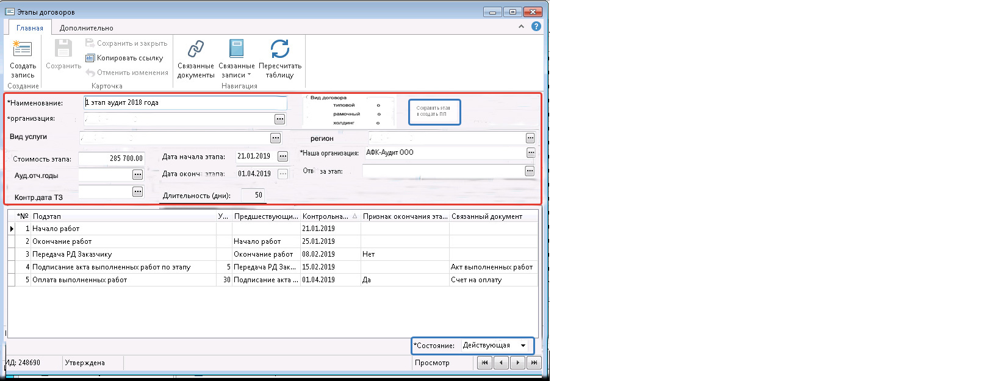 Этапы договоров
Главная Дополнительно
Создать запись
Сохранить
Сохранить и закрыть
Копировать ссылку
Отменить изменения
Связанные документы
Связанные записи
Пересчитать таблицу
Создание Карточка Навигация
*Наименование: 1 этап аудит 2018 года
Вид договора
типовой o
рамочный o
холдинг o
Сохранить этап
и создать ПП
*организация:
Вид услуги
регион
Стоимость этапа: 285 700.00
Дата начала этапа: 21.01.2019
*Наша организация: АФК-Аудит ООО
Ауд.отч.годы
Дата оконча этапа: 01.04.2019
Отв за этап:
Контр.дата ТЗ
Длительность (дни): 50
*№ Подэтап У... Предшествующи... Контрольна... Признак окончания эта... Связанный документ
1 Начало работ 21.01.2019
2 Окончание работ Начало работ 25.01.2019
3 Передача РД Заказчику Окончание работ 08.02.2019 Нет
4 Подписание акта выполненных работ по этапу 5 Передача РД Зак... 15.02.2019 Акт выполненных работ
5 Оплата выполненных работ 30 Подписание акта ... 01.04.2019 Да Счет на оплату
*Состояние: Действующая
ИД: 248690 Утверждена Просмотр